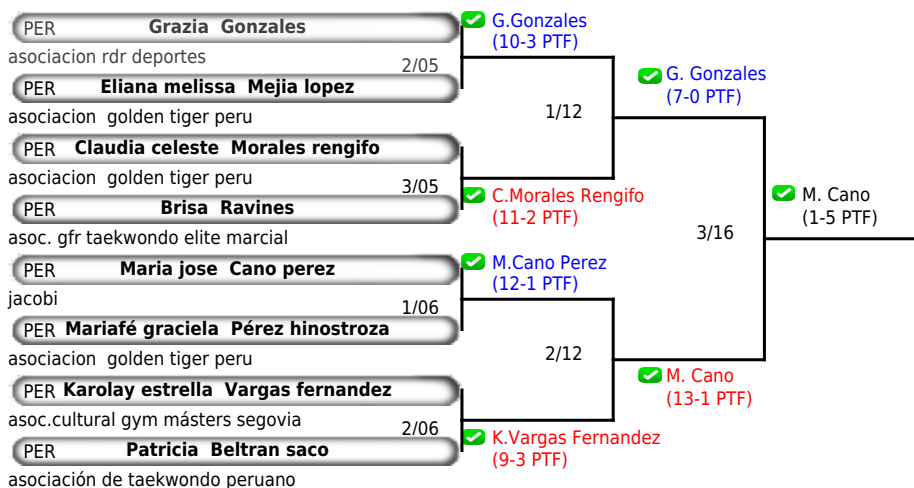 PER Grazia Gonzales
asociacion rdr deportes
2/05
PER Eliana melissa Mejia lopez
asociacion golden tiger peru
PER Claudia celeste Morales rengifo
asociacion golden tiger peru
3/05
PER Brisa Ravines
asoc. gfr taekwondo elite marcial
PER Maria jose Cano perez
jacobi
1/06
PER Mariafé graciela Pérez hinostroza
asociacion golden tiger peru
PER Karolay estrella Vargas fernandez
asoc.cultural gym másters segovia
2/06
PER Patricia Beltran saco
asociación de taekwondo peruano
G.Gonzales
(10-3 PTF)
1/12
C.Morales Rengifo
(11-2 PTF)
M.Cano Perez
(12-1 PTF)
2/12
K.Vargas Fernandez
(9-3 PTF)
G. Gonzales
(7-0 PTF)
3/16
M. Cano
(13-1 PTF)
M. Cano
(1-5 PTF)